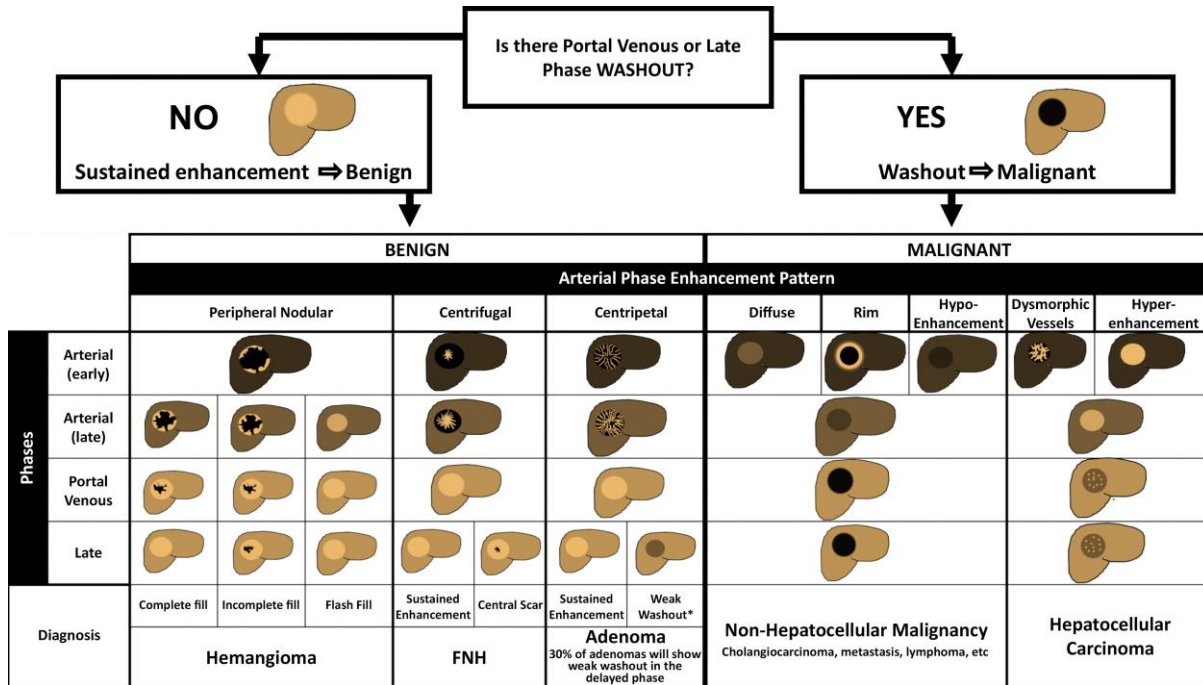 Is there Portal Venous or Late
Phase WASHOUT?
NO
Sustained enhancement ⇨ Benign
YES
Washout ⇨ Malignant
BENIGN
MALIGNANT
Arterial Phase Enhancement Pattern
Peripheral Nodular
Centrifugal
Centripetal
Diffuse
Rim
Hypo-
Enhancement
Dysmorphic
Vessels
Hyper-
enhancement
Phases
Arterial
(early)
Arterial
(late)
Portal
Venous
Late
Diagnosis
Complete fill
Incomplete fill
Flash Fill
Sustained
Enhancement
Central Scar
Sustained
Enhancement
Weak
Washout*
Hemangioma
FNH
Adenoma
30% of adenomas will show
weak washout in the
delayed phase
Non-Hepatocellular Malignancy
Cholangiocarcinoma, metastasis, lymphoma, etc
Hepatocellular
Carcinoma